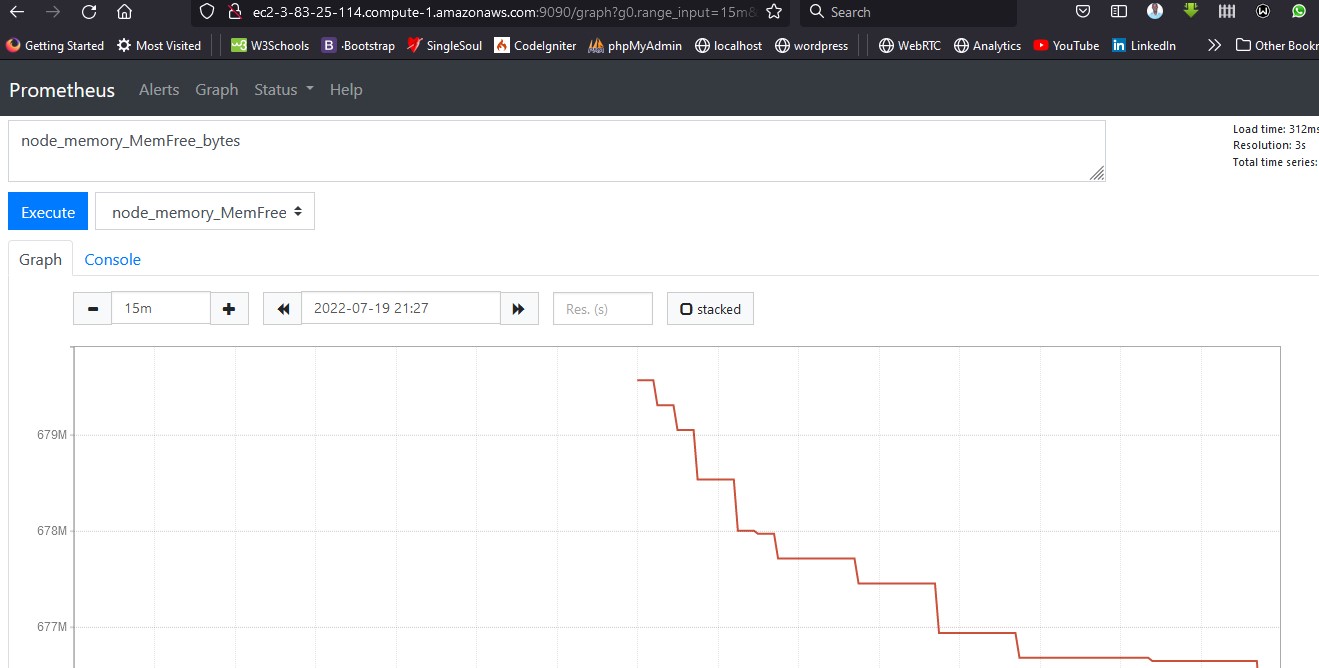 ec2-3-83-25-114.compute-1.amazonaws.com:9090/graph?g0.range_input=15m& Search
Getting Started Most Visited W3Schools B ·Bootstrap SingleSoul CodeIgniter phpMyAdmin localhost wordpress WebRTC Analytics YouTube in LinkedIn Other Bookr
Prometheus Alerts Graph Status Help
node_memory_MemFree_bytes
Load time: 312ms
Resolution: 3s
Total time series:
Execute node_memory_MemFree
Graph Console
15m 2022-07-19 21:27 Res. (s) stacked
679M
678M
677M